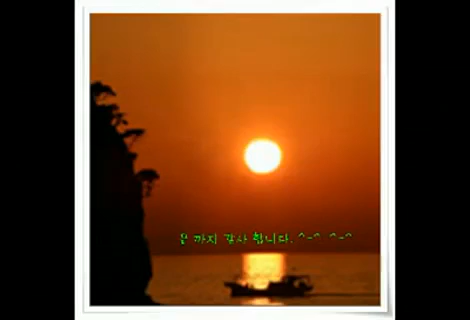 끝 까지 감사 합니다. ^-^ ^-^